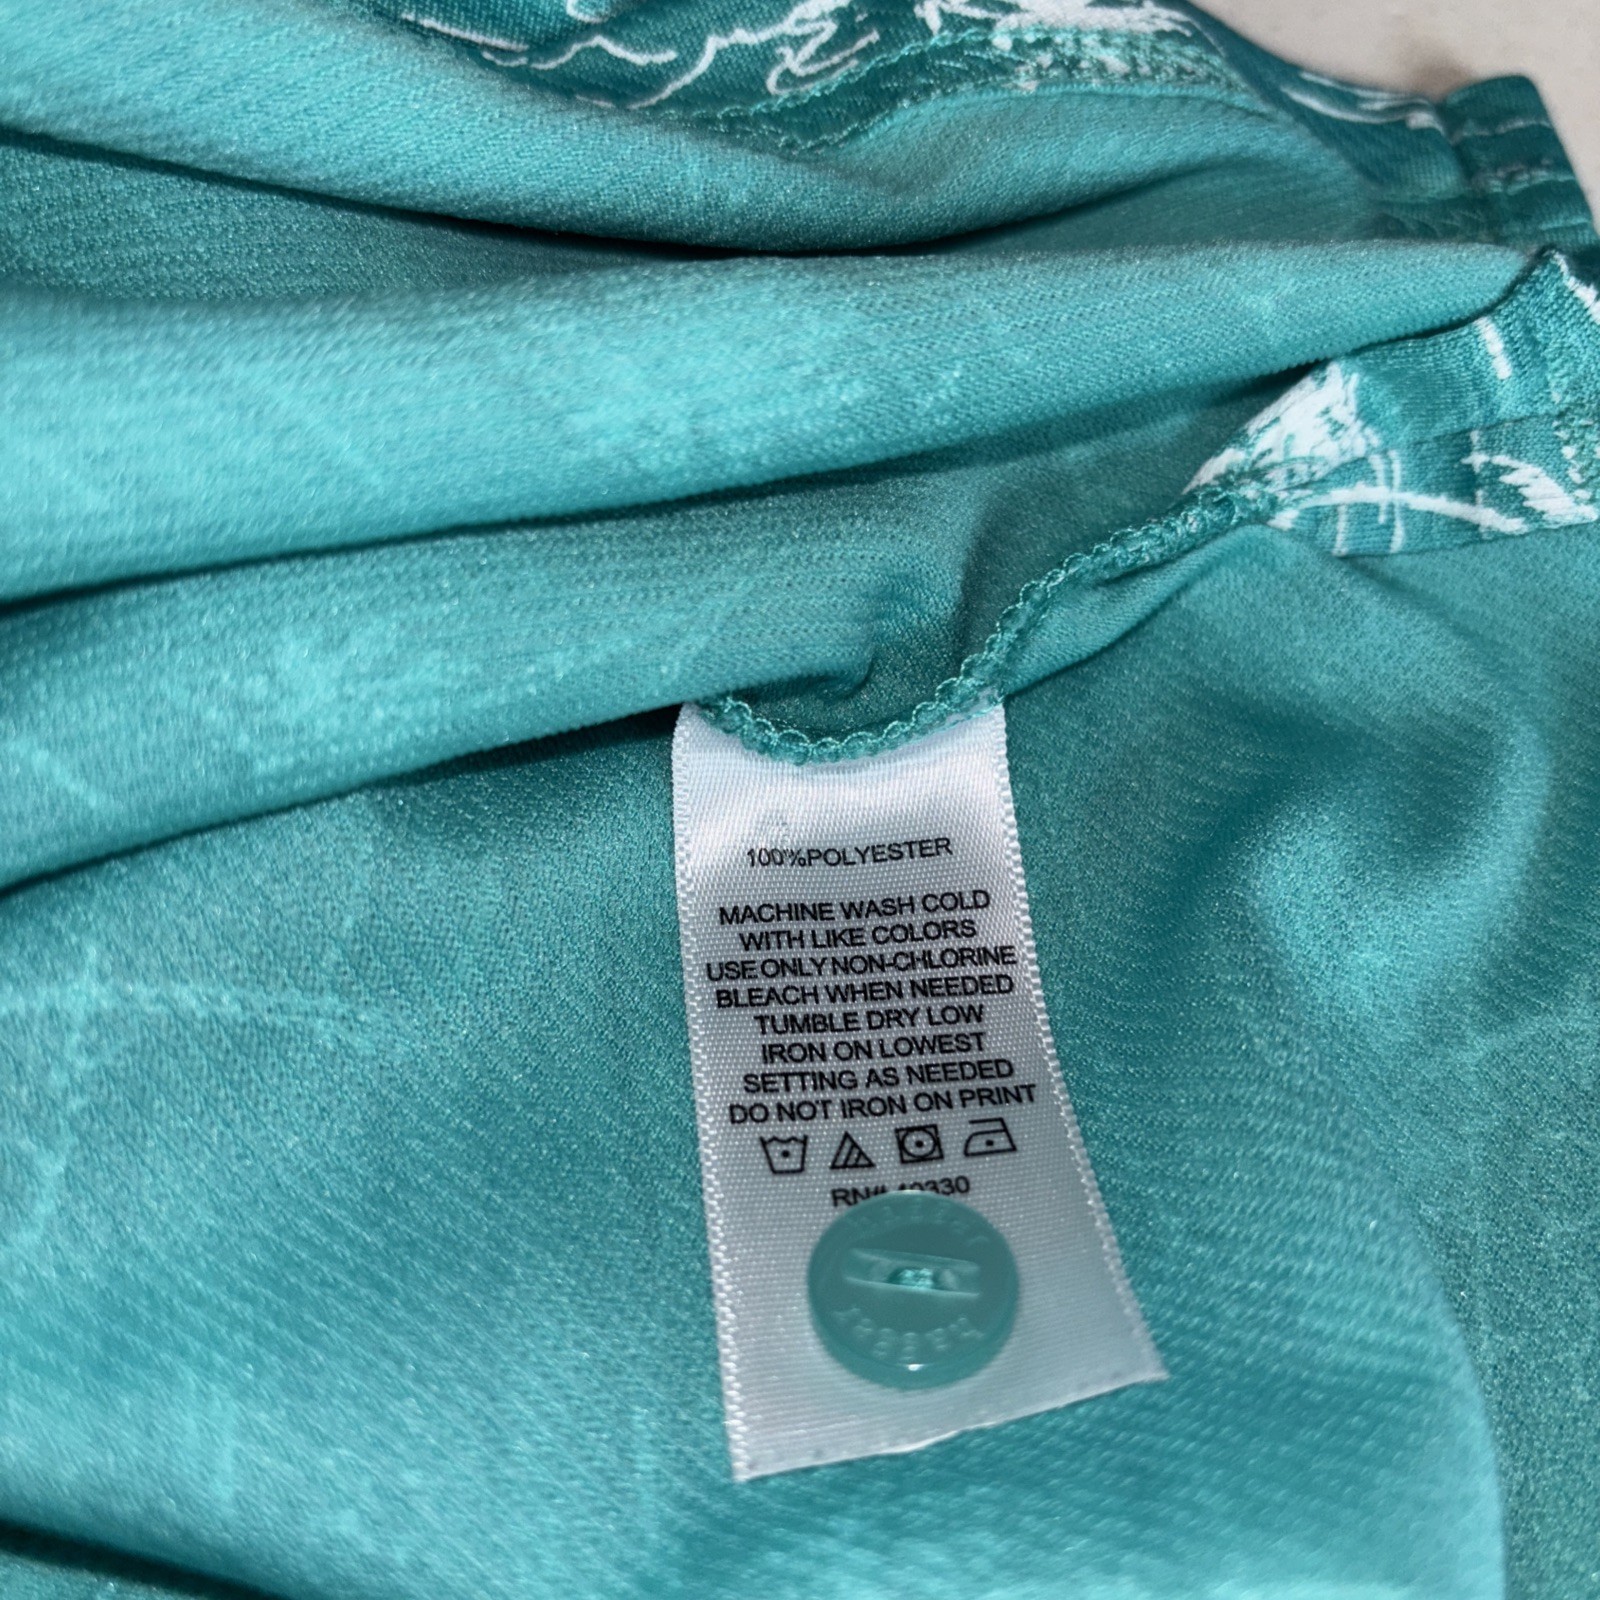 100%POLYESTER
MACHINE WASH COLD
WITH LIKE COLORS
USE ONLY NON-CHLORINE
BLEACH WHEN NEEDED
TUMBLE DRY LOW
IRON ON LOWEST
SETTING AS NEEDED
DO NOT IRON ON PRINT
RN#